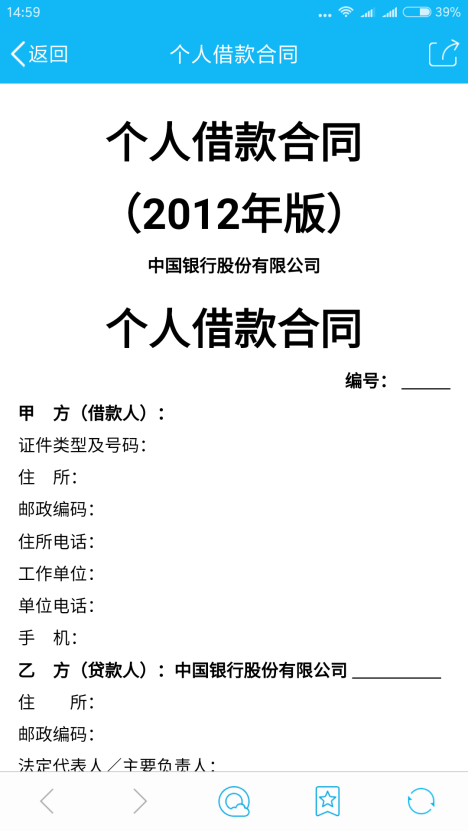 14:59
39%
返回
个人借款合同
个人借款合同
（2012年版）
中国银行股份有限公司
个人借款合同
编号： ______
甲　方（借款人）：
证件类型及号码：
住　所：
邮政编码：
住所电话：
工作单位：
单位电话：
手　机：
乙　方（贷款人）：中国银行股份有限公司 ___________
住　　所：
邮政编码：
法定代表人／主要负责人：